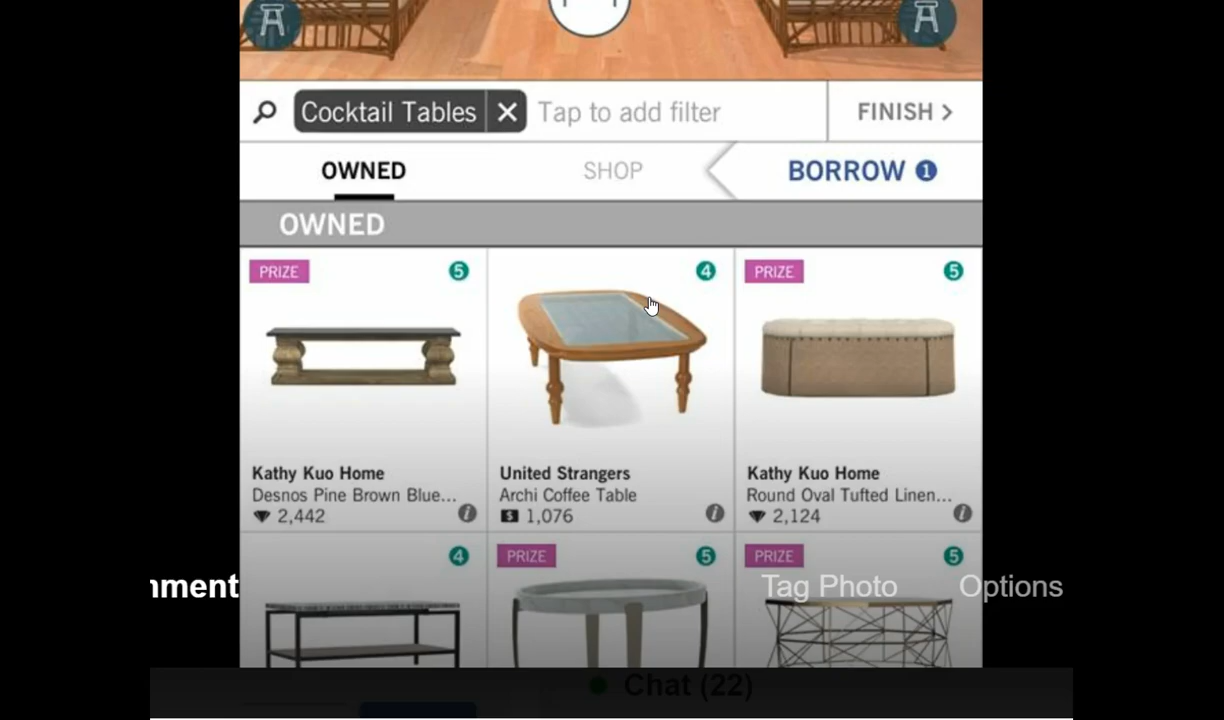 Cocktail Tables X Tap to add filter FINISH >
OWNED SHOP BORROW 1
OWNED
PRIZE 5 4 PRIZE 5
Kathy Kuo Home United Strangers Kathy Kuo Home
Desnos Pine Brown Blue... Archi Coffee Table Round Oval Tufted Linen...
2,442 i $ 1,076 i 2,124 i
4 PRIZE 5 PRIZE 5
nment Tag Photo Options
Chat (22)